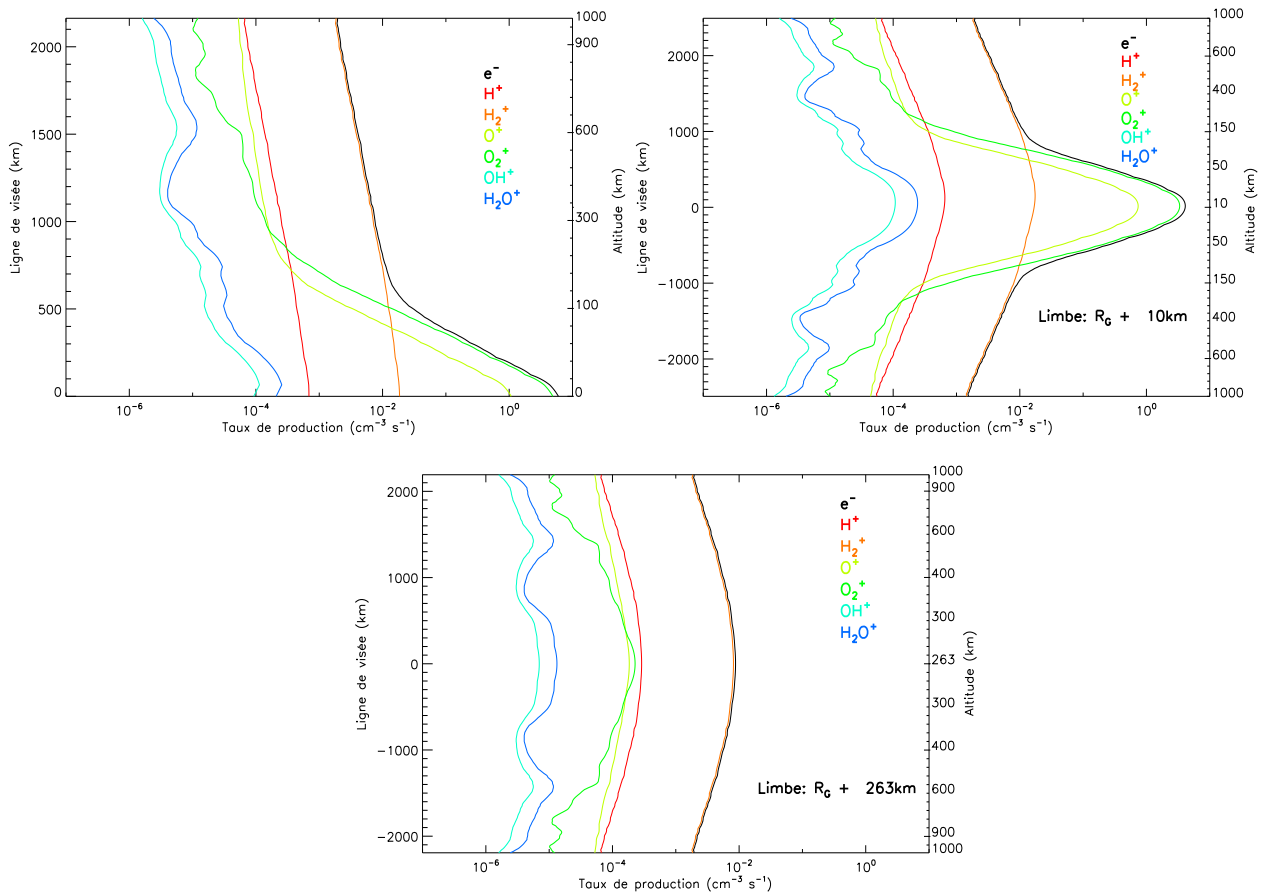 2000
1500
1000
500
0
Ligne de visée (km)
1000
900
600
300
100
0
Altitude (km)
e⁻
H⁺
H₂⁺
O⁺
O₂⁺
OH⁺
H₂O⁺
10⁻⁶ 10⁻⁴ 10⁻² 10⁰
Taux de production (cm⁻³ s⁻¹)
2000
1000
0
−1000
−2000
Ligne de visée (km)
1000
600
400
150
50
10
50
150
400
600
1000
Altitude (km)
e⁻
H⁺
H₂⁺
O⁺
O₂⁺
OH⁺
H₂O⁺
Limbe: R_G + 10km
10⁻⁶ 10⁻⁴ 10⁻² 10⁰
Taux de production (cm⁻³ s⁻¹)
2000
1000
0
−1000
−2000
Ligne de visée (km)
1000
900
600
400
300
263
300
400
600
900
1000
Altitude (km)
e⁻
H⁺
H₂⁺
O⁺
O₂⁺
OH⁺
H₂O⁺
Limbe: R_G + 263km
10⁻⁶ 10⁻⁴ 10⁻² 10⁰
Taux de production (cm⁻³ s⁻¹)